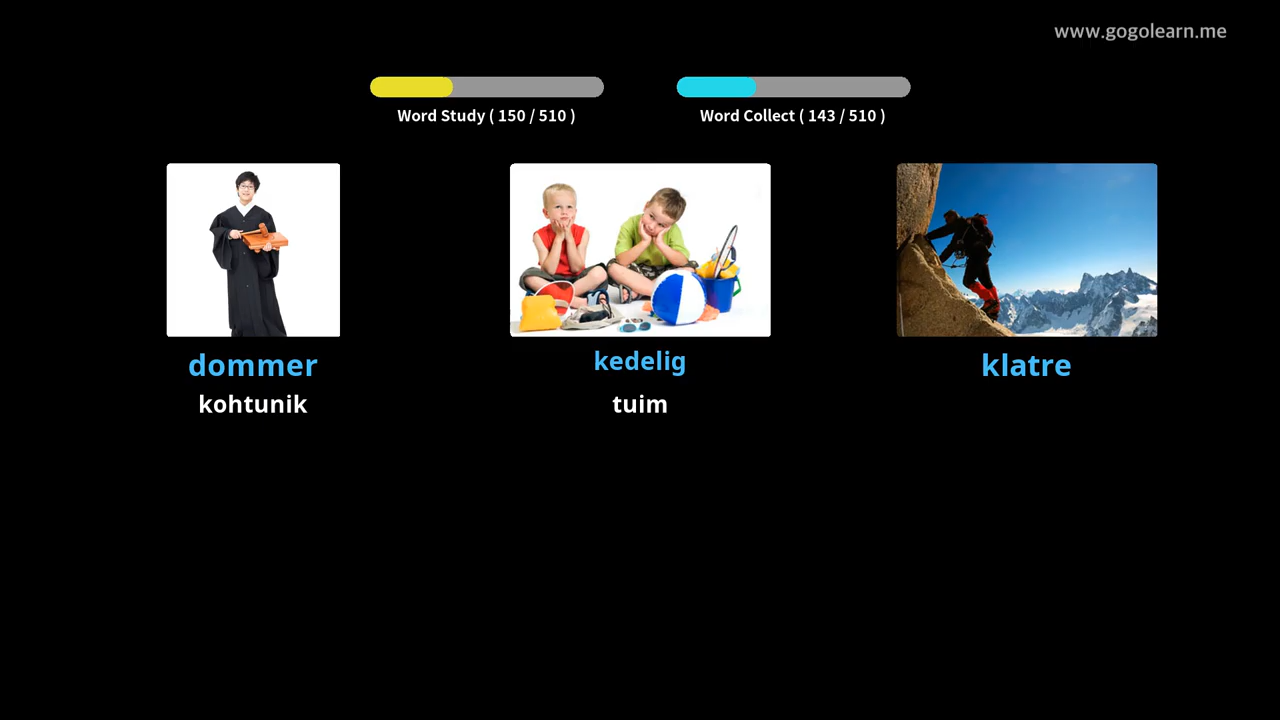 www.gogolearn.me
Word Study ( 150 / 510 )
Word Collect ( 143 / 510 )
dommer
kohtunik
kedelig
tuim
klatre